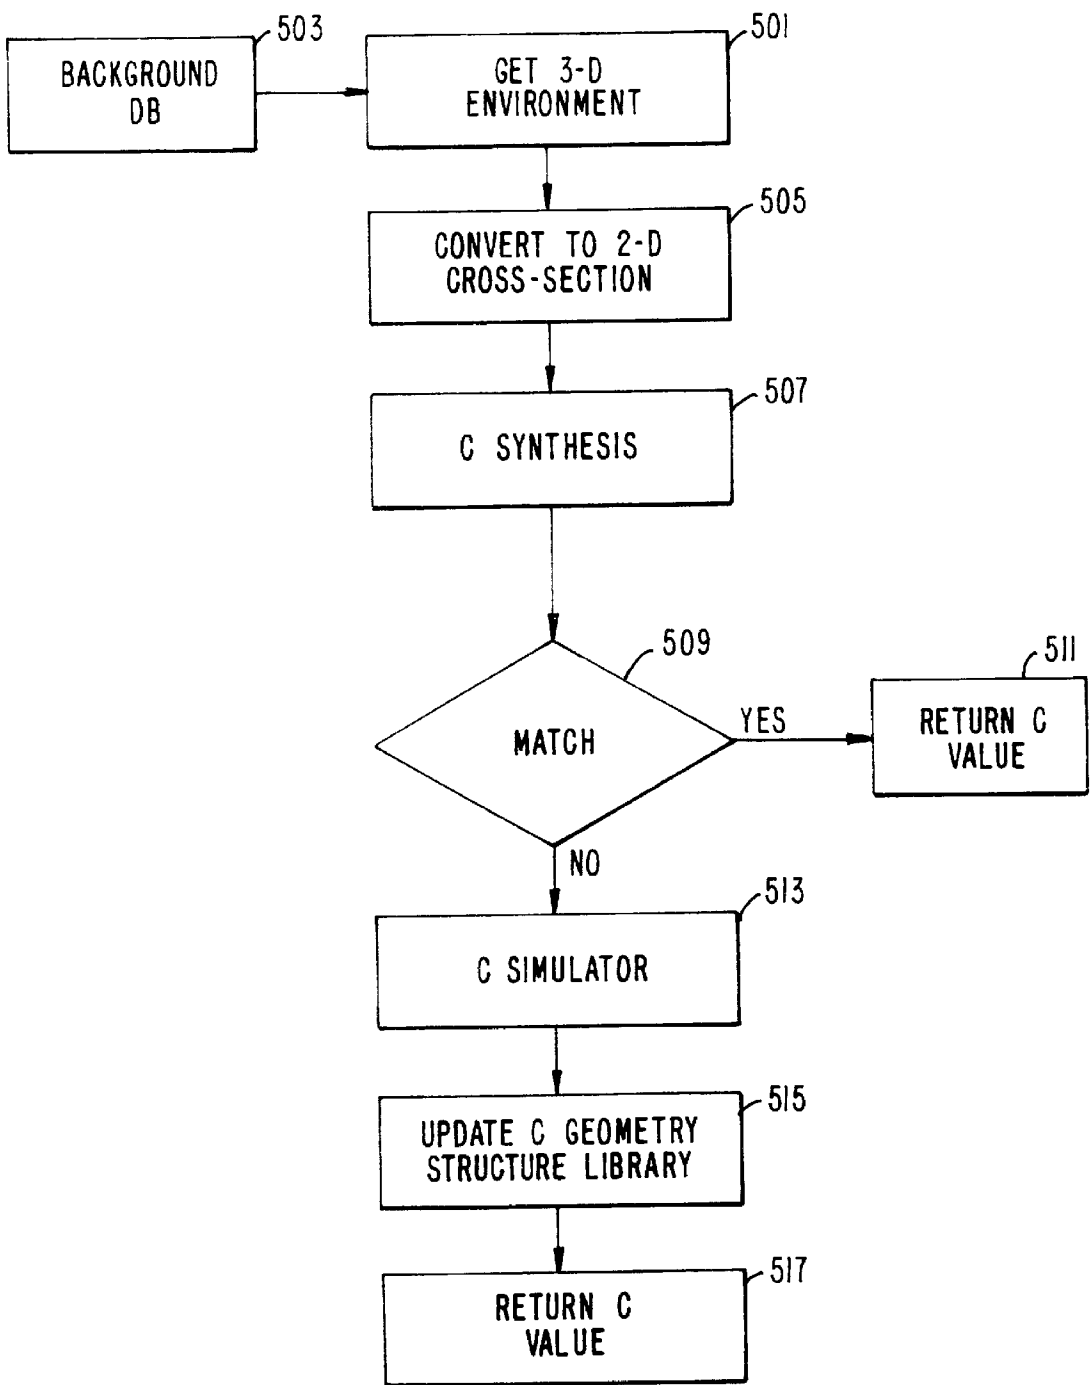 503
BACKGROUND
DB
501
GET 3-D
ENVIRONMENT
505
CONVERT TO 2-D
CROSS-SECTION
507
C SYNTHESIS
509
MATCH
YES
511
RETURN C
VALUE
NO
513
C SIMULATOR
515
UPDATE C GEOMETRY
STRUCTURE LIBRARY
517
RETURN C
VALUE